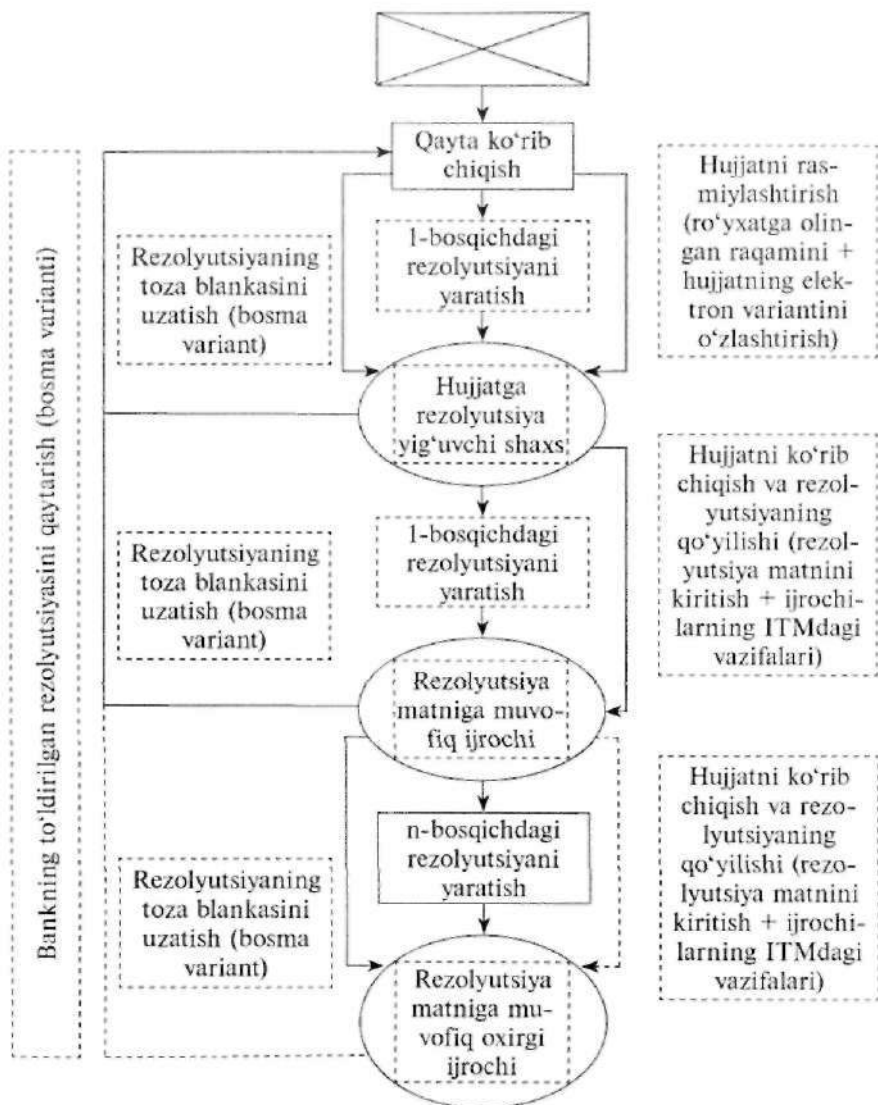 Qayta ko‘rib
chiqish
Hujjatni ras-
miylashtirish
(ro‘yxatga olin-
gan raqamini +
hujjatning elek-
tron variantini
o‘zlashtirish)
Rezolyutsiyaning
toza blankasini
uzatish (bosma
variant)
1-bosqichdagi
rezolyutsiyani
yaratish
Hujjatga
rezolyutsiya
yig‘uvchi shaxs
Bankning to‘ldirilgan rezolyutsiyasini qaytarish (bosma varianti)
Hujjatni ko‘rib
chiqish va rezol-
yutsiyaning
qo‘yilishi (rezol-
yutsiya matnini
kiritish + ijrochi-
larning ITMdagi
vazifalari)
Rezolyutsiyaning
toza blankasini
uzatish (bosma
variant)
1-bosqichdagi
rezolyutsiyani
yaratish
Rezolyutsiya
matniga muvo-
fiq ijrochi
Hujjatni ko‘rib
chiqish va rezo-
lyutsiyaning
qo‘yilishi (rezo-
lyutsiya matnini
kiritish + ijrochi-
larning ITMdagi
vazifalari)
n-bosqichdagi
rezolyutsiyani
yaratish
Rezolyutsiyaning
toza blankasini
uzatish (bosma
variant)
Rezolyutsiya
matniga mu-
vofiq oxirgi
ijrochi